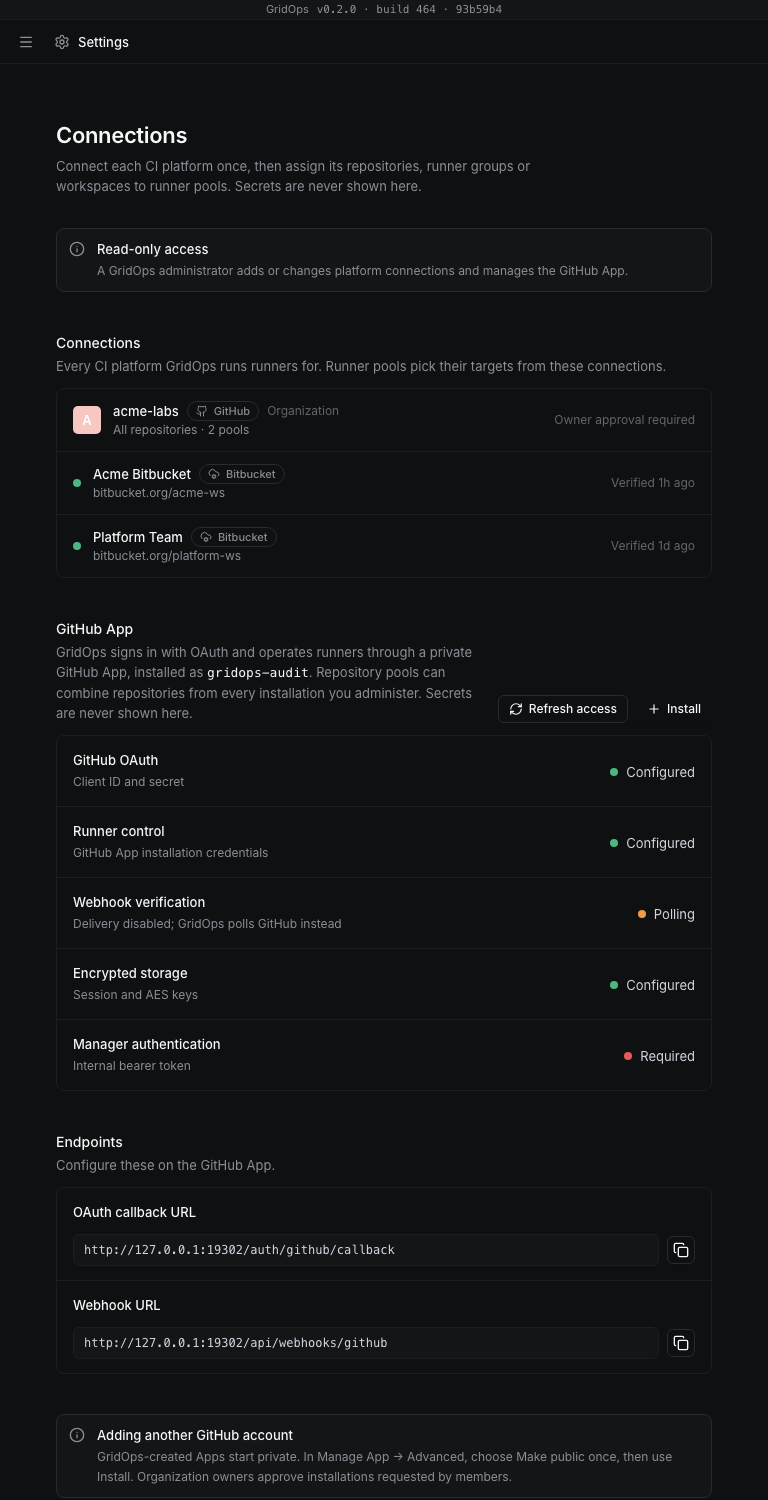 GridOps v0.2.0 · build 464 · 93b59b4
Settings
Connections
Connect each CI platform once, then assign its repositories, runner groups or
workspaces to runner pools. Secrets are never shown here.
Read-only access
A GridOps administrator adds or changes platform connections and manages the GitHub App.
Connections
Every CI platform GridOps runs runners for. Runner pools pick their targets from these connections.
A
acme-labs GitHub Organization
All repositories · 2 pools
Owner approval required
Acme Bitbucket Bitbucket
bitbucket.org/acme-ws
Verified 1h ago
Platform Team Bitbucket
bitbucket.org/platform-ws
Verified 1d ago
GitHub App
GridOps signs in with OAuth and operates runners through a private
GitHub App, installed as gridops-audit. Repository pools can
combine repositories from every installation you administer. Secrets
are never shown here.
Refresh access
Install
GitHub OAuth
Client ID and secret
Configured
Runner control
GitHub App installation credentials
Configured
Webhook verification
Delivery disabled; GridOps polls GitHub instead
Polling
Encrypted storage
Session and AES keys
Configured
Manager authentication
Internal bearer token
Required
Endpoints
Configure these on the GitHub App.
OAuth callback URL
http://127.0.0.1:19302/auth/github/callback
Webhook URL
http://127.0.0.1:19302/api/webhooks/github
Adding another GitHub account
GridOps-created Apps start private. In Manage App → Advanced, choose Make public once, then use
Install. Organization owners approve installations requested by members.